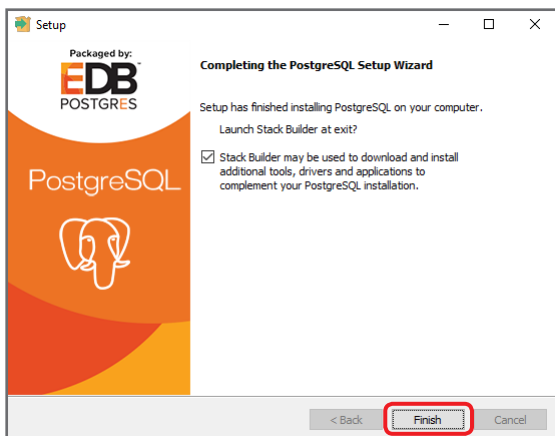 Setup
Packaged by:
EDB
POSTGRES
PostgreSQL
Completing the PostgreSQL Setup Wizard
Setup has finished installing PostgreSQL on your computer.
Launch Stack Builder at exit?
Stack Builder may be used to download and install
additional tools, drivers and applications to
complement your PostgreSQL installation.
< Back Finish Cancel